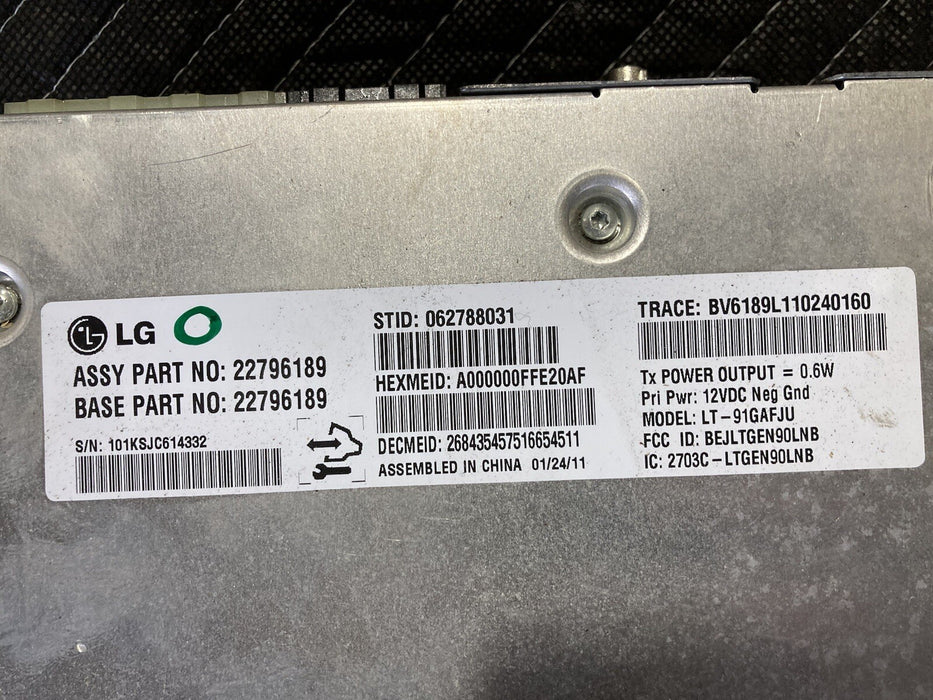 LG
ASSY PART NO: 22796189
BASE PART NO: 22796189
S/N: 101KSJC614332
STID: 062788031
HEXMEID: A000000FFE20AF
DECMEID: 268435457516654511
ASSEMBLED IN CHINA 01/24/11
TRACE: BV6189L110240160
Tx POWER OUTPUT = 0.6W
Pri Pwr: 12VDC Neg Gnd
MODEL: LT-91GAFJU
FCC ID: BEJLTGEN90LNB
IC: 2703C-LTGEN90LNB